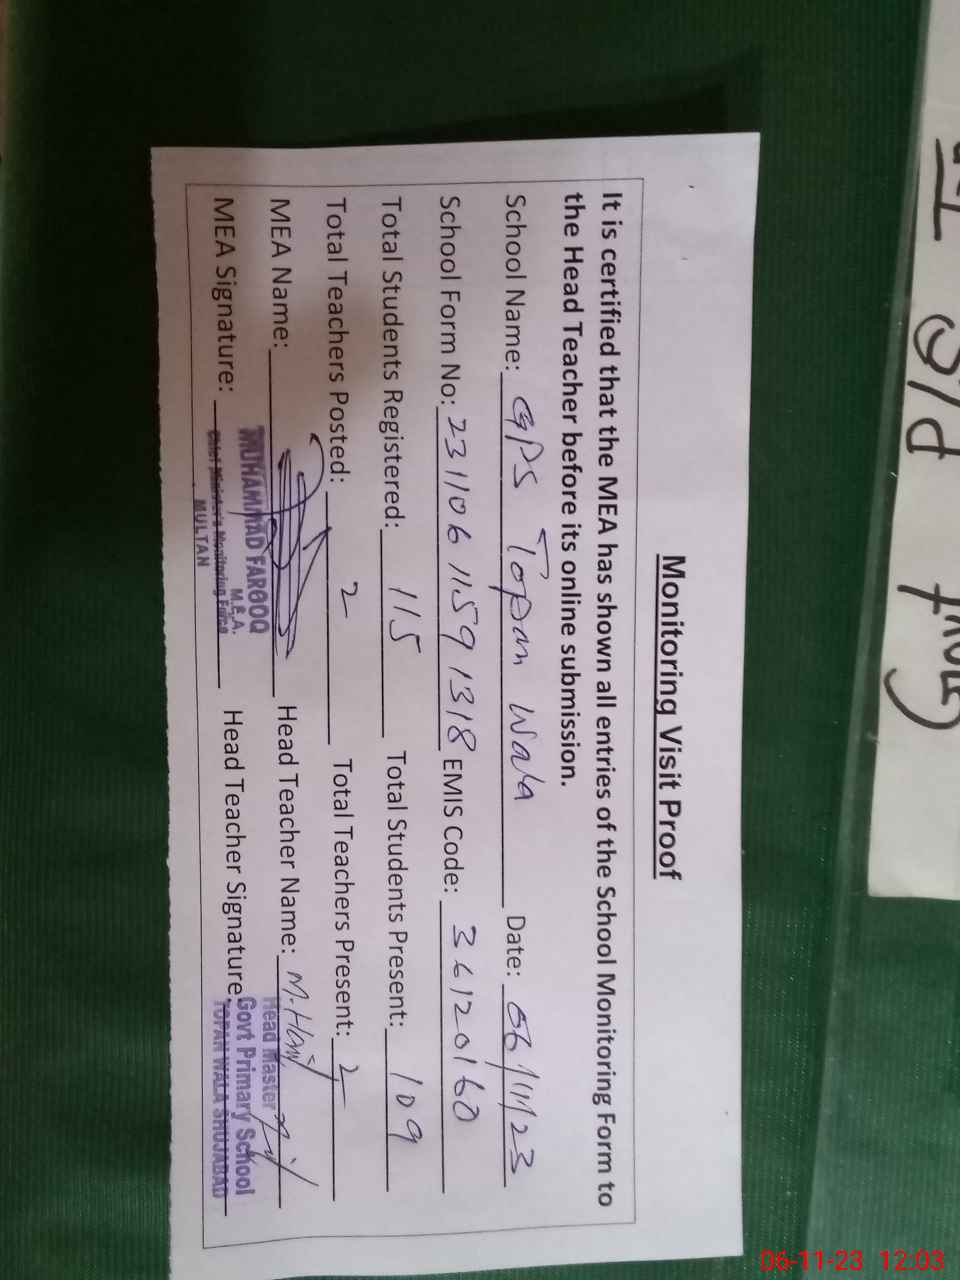 Monitoring Visit Proof
It is certified that the MEA has shown all entries of the School Monitoring Form to
the Head Teacher before its online submission.
School Name: GPS Topan Wala Date: 06/11/23
School Form No: 231106 1159 1318 EMIS Code: 36120160
Total Students Registered: 115 Total Students Present: 109
Total Teachers Posted: 2 Total Teachers Present: 2
MEA Name: Head Teacher Name: M.
MEA Signature: Head Teacher Signature:
MUHAMMAD FAROOQ
M.E.A.
Chief Minister's Monitoring Force
MULTAN
Head Master
Govt Primary School
TOPAN WALA SHUJABAD
06-11-23 12:03